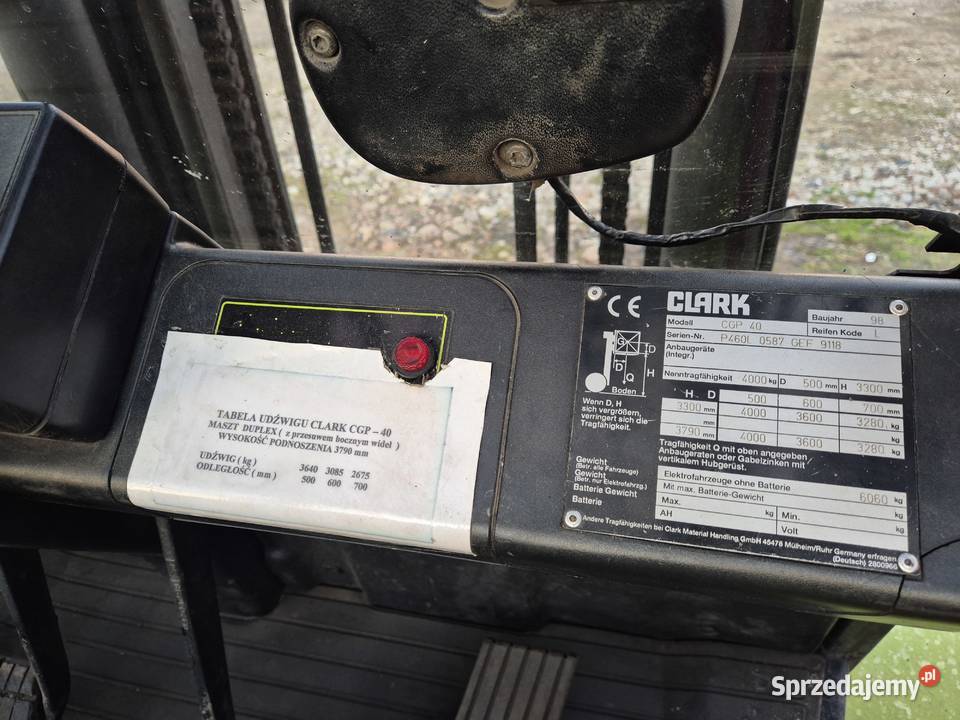 TABELA UDŹWIGU CLARK CGP – 40
MASZT DUPLEX ( z przesuwem bocznym wideł )
WYSOKOŚĆ PODNOSZENIA 3790 mm
UDŹWIG ( kg ) 3640 3085 2675
ODLEGŁOŚĆ ( mm ) 500 600 700
CE CLARK
Modell CGP 40 Baujahr 98
Serien-Nr. P460L 0587 GEF 9118 Reifen Kode L
Anbaugeräte
(Integr.)
Nenntragfähigkeit 4000 kg D 500 mm H 3300 mm
H D 500 600 700 mm
3300 mm 4000 3600 3280 kg
mm kg
3790 mm 4000 3600 3280 kg
G
D
D
H
Q
Boden
Wenn D, H
sich vergrößern,
verringert sich die
Tragfähigkeit.
Tragfähigkeit Q mit oben angegebenen
Anbaugeraten oder Gabelzinken mit
vertikalem Hubgerüst.
Gewicht
(Betr. alle Fahrzeuge)
Elektrofahrzeuge ohne Batterie 6060 kg
Gewicht
(Betr. nur Elektrofahrzg.)
Mit max. Batterie-Gewicht kg
Batterie Gewicht Max. kg Min. kg
Batterie AH Volt
Andere Tragfähigkeiten bei Clark Material Handling GmbH 45478 Mülheim/Ruhr Germany erfragen
(Deutsch) 2800966
Sprzedajemy.pl